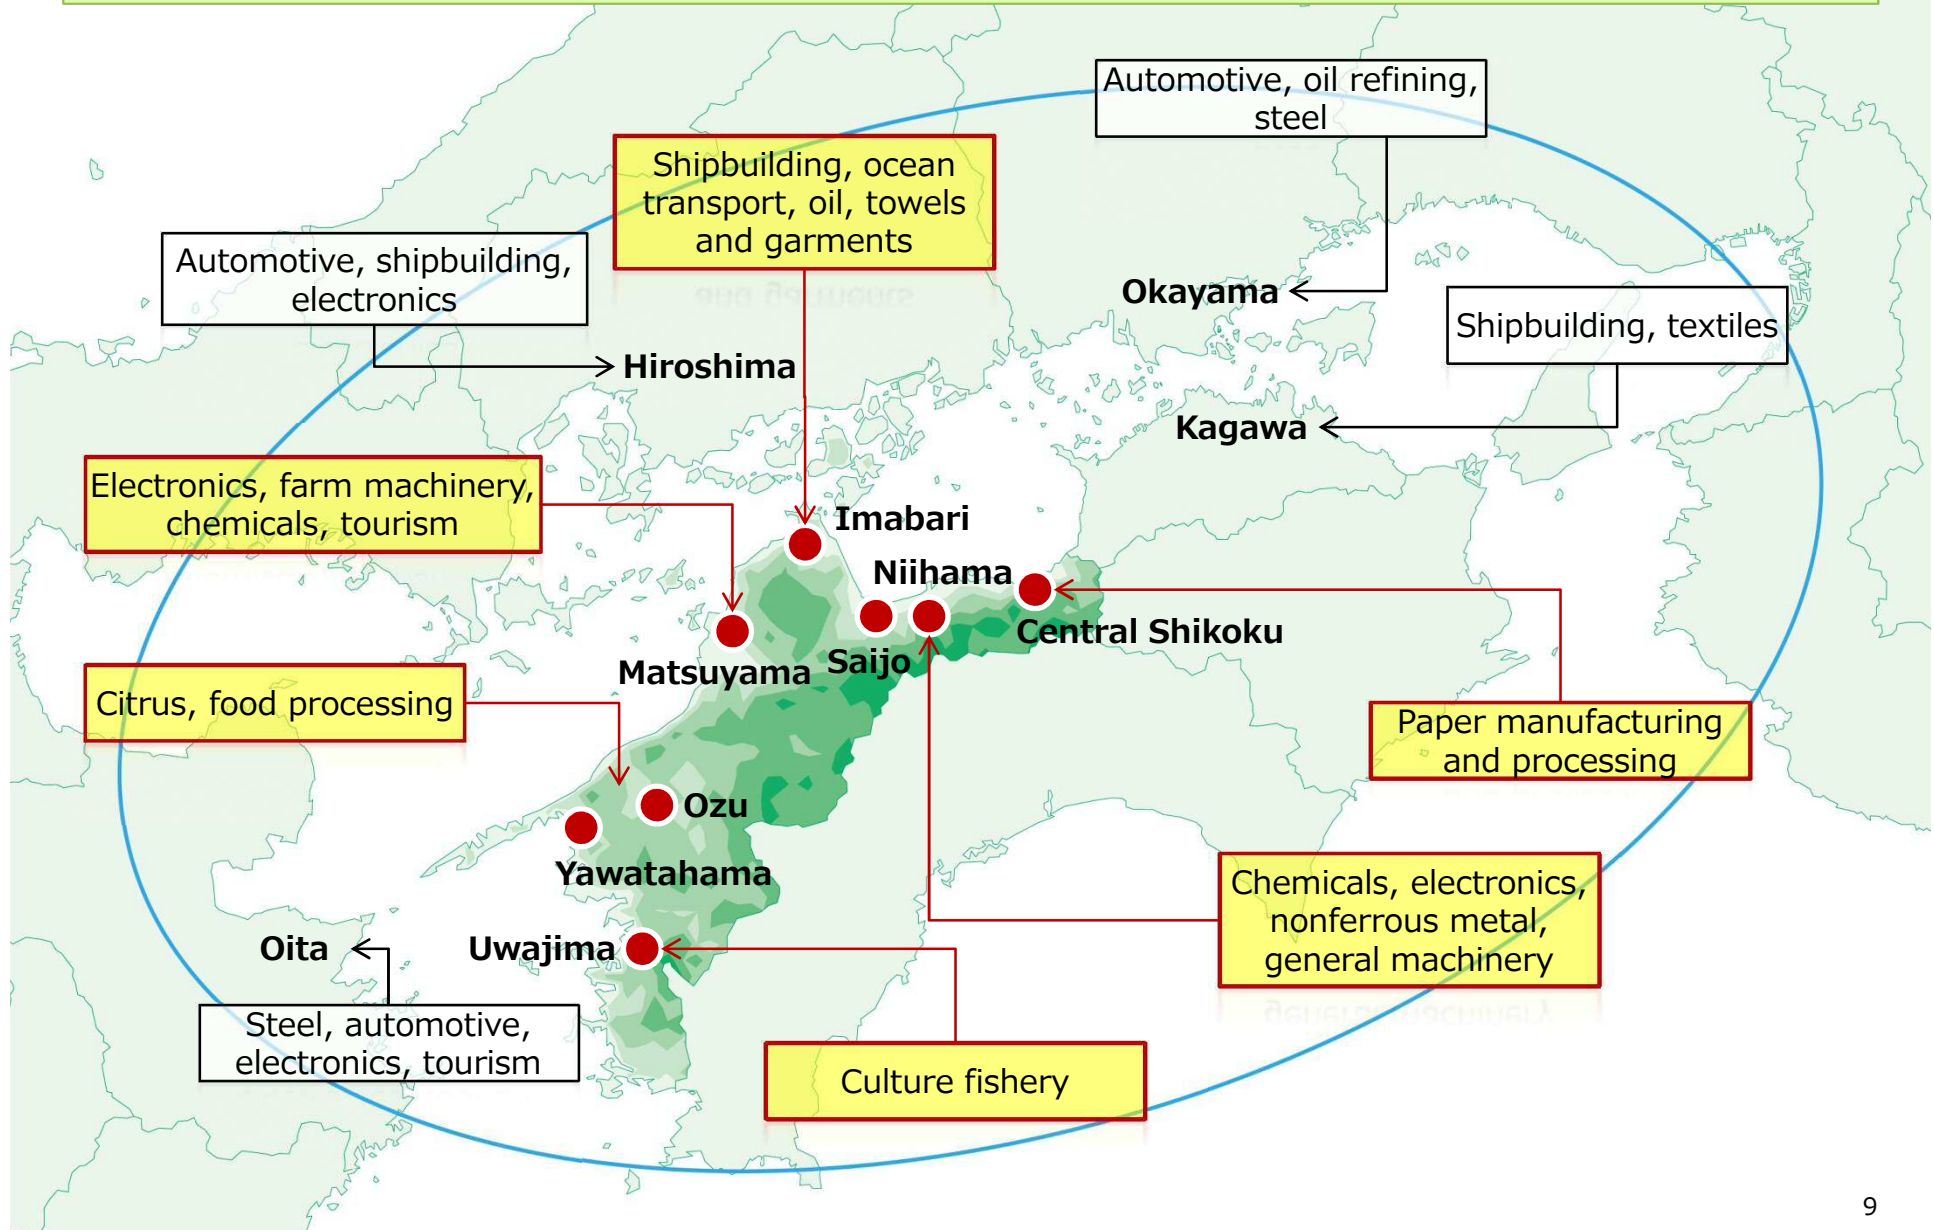 Automotive, oil refining,
steel
Shipbuilding, ocean
transport, oil, towels
and garments
Automotive, shipbuilding,
electronics
Okayama
Shipbuilding, textiles
Hiroshima
Kagawa
Electronics, farm machinery,
chemicals, tourism
Imabari
Niihama
Central Shikoku
Saijo
Matsuyama
Citrus, food processing
Paper manufacturing
and processing
Ozu
Yawatahama
Chemicals, electronics,
nonferrous metal,
general machinery
Oita
Uwajima
Steel, automotive,
electronics, tourism
Culture fishery
9